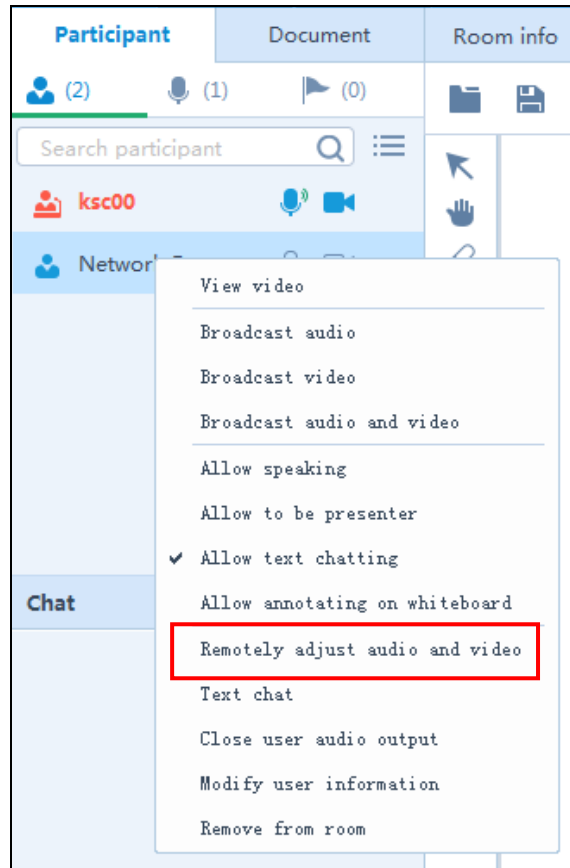 Participant Document Room info
(2) (1) (0)
Search participant
ksc00
Networ
View video
Broadcast audio
Broadcast video
Broadcast audio and video
Allow speaking
Allow to be presenter
✔ Allow text chatting
Chat
Allow annotating on whiteboard
Remotely adjust audio and video
Text chat
Close user audio output
Modify user information
Remove from room